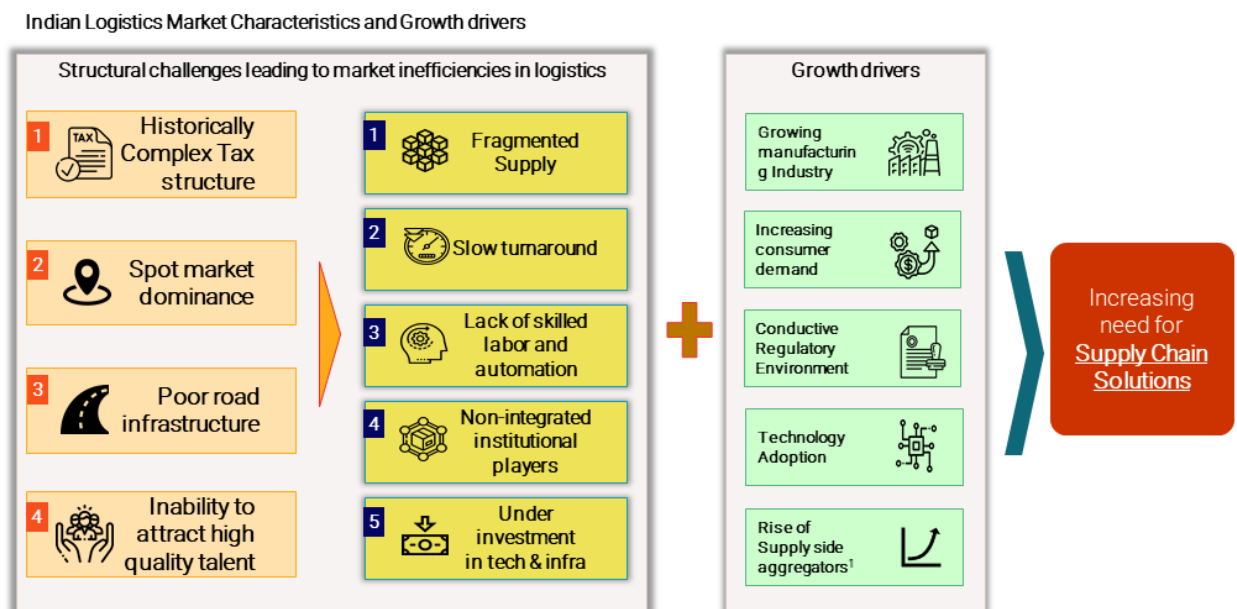 Indian Logistics Market Characteristics and Growth drivers
Structural challenges leading to market inefficiencies in logistics
1
TAX
Historically
Complex Tax
structure
2
Spot market
dominance
3
Poor road
infrastructure
4
Inability to
attract high
quality talent
1
Fragmented
Supply
2
Slow turnaround
3
Lack of skilled
labor and
automation
4
Non-integrated
institutional
players
5
Under
investment
in tech & infra
Growth drivers
Growing
manufacturin
g Industry
Increasing
consumer
demand
Conductive
Regulatory
Environment
Technology
Adoption
Rise of
Supply side
aggregators¹
Increasing
need for
Supply Chain
Solutions